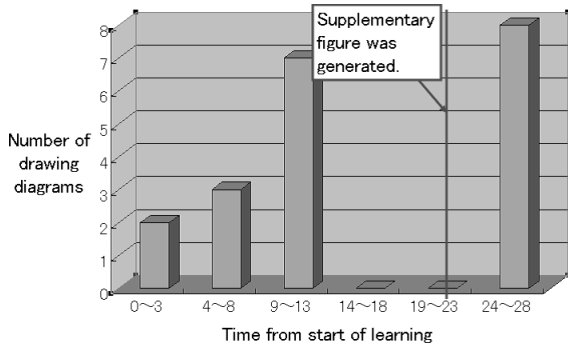 Supplementary
figure was
generated.
8
7
6
5
4
3
2
1
0
Number of
drawing
diagrams
0～3 4～8 9～13 14～18 19～23 24～28
Time from start of learning